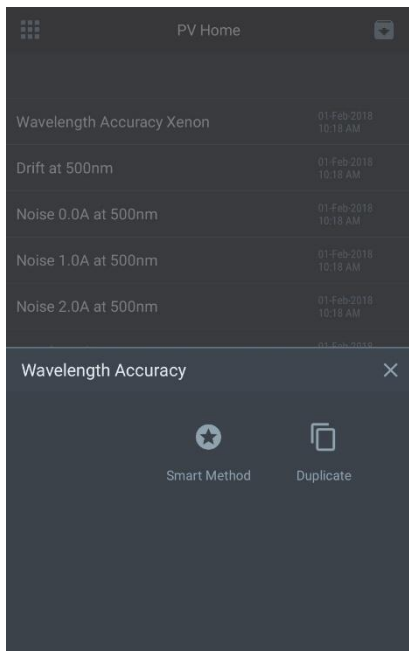 PV Home
Wavelength Accuracy Xenon
01-Feb-2018
10:18 AM
Drift at 500nm
01-Feb-2018
10:18 AM
Noise 0.0A at 500nm
01-Feb-2018
10:18 AM
Noise 1.0A at 500nm
01-Feb-2018
10:18 AM
Noise 2.0A at 500nm
01-Feb-2018
10:18 AM
01-Feb-2018
Wavelength Accuracy
Smart Method
Duplicate